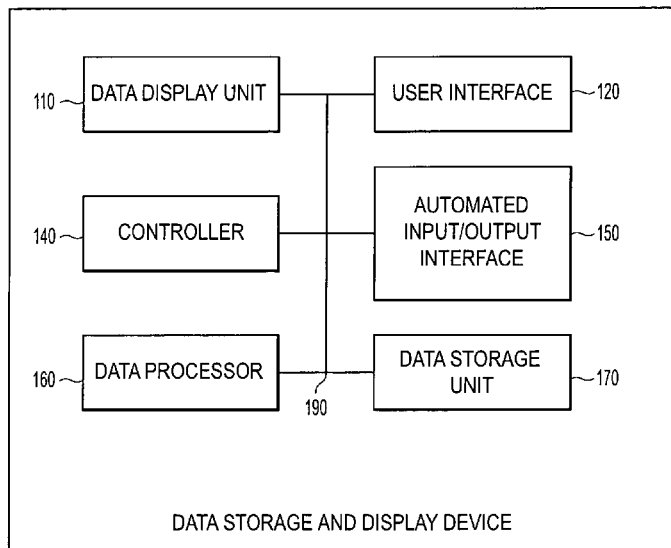 110 DATA DISPLAY UNIT
USER INTERFACE 120
140 CONTROLLER
AUTOMATED
INPUT/OUTPUT
INTERFACE
150
160 DATA PROCESSOR
190
DATA STORAGE
UNIT
170
DATA STORAGE AND DISPLAY DEVICE